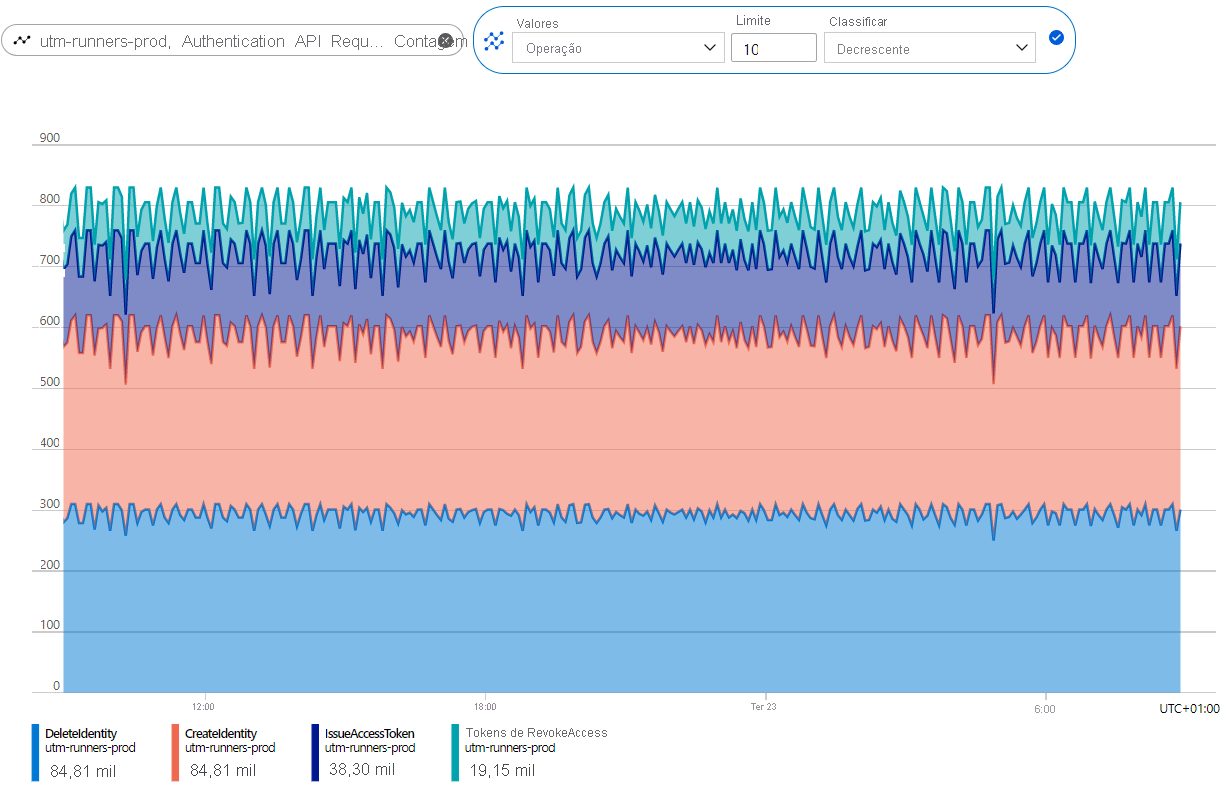 utm-runners-prod, Authentication API Requ... Contagem
Valores
Operação
Limite
10
Classificar
Decrescente
900
800
700
600
500
400
300
200
100
0
12:00
18:00
Ter 23
6:00
UTC+01:00
DeleteIdentity
utm-runners-prod
84,81 mil
CreateIdentity
utm-runners-prod
84,81 mil
IssueAccessToken
utm-runners-prod
38,30 mil
Tokens de RevokeAccess
utm-runners-prod
19,15 mil